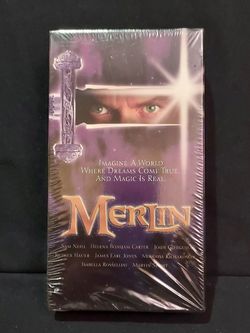 IMAGINE A WORLD
WHERE DREAMS COME TRUE
AND MAGIC IS REAL.
MERLIN
SAM NEILL HELENA BONHAM CARTER JOHN GIELGUD
RUTGER HAUER JAMES EARL JONES MIRANDA RICHARDSON
ISABELLA ROSSELLINI MARTIN SHORT